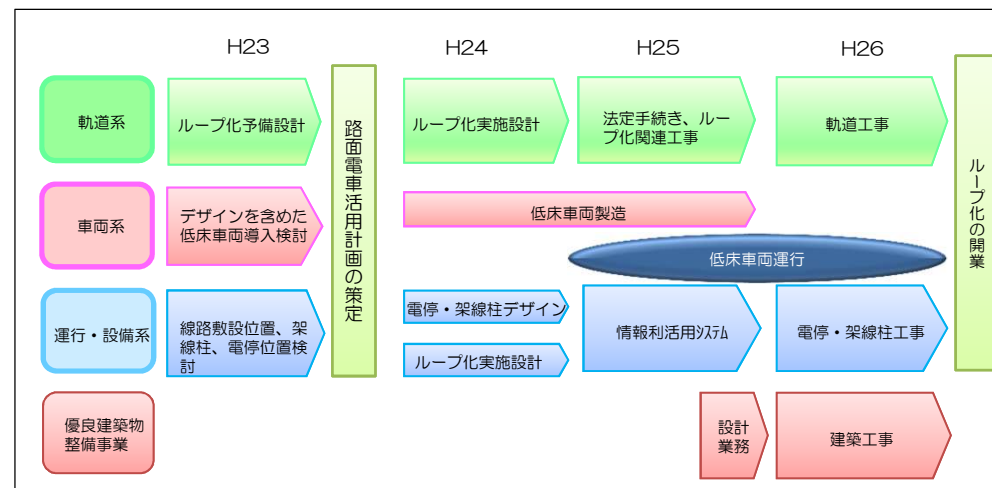 H23
H24
H25
H26
軌道系
ループ化予備設計
路面電車活用計画の策定
ループ化実施設計
法定手続き、ルー
プ化関連工事
軌道工事
ループ化の開業
車両系
デザインを含めた
低床車両導入検討
低床車両製造
低床車両運行
運行・設備系
線路敷設位置、架
線柱、電停位置検
討
電停・架線柱デザイン
ループ化実施設計
情報利活用ｼｽﾃﾑ
電停・架線柱工事
優良建築物
整備事業
設計
業務
建築工事